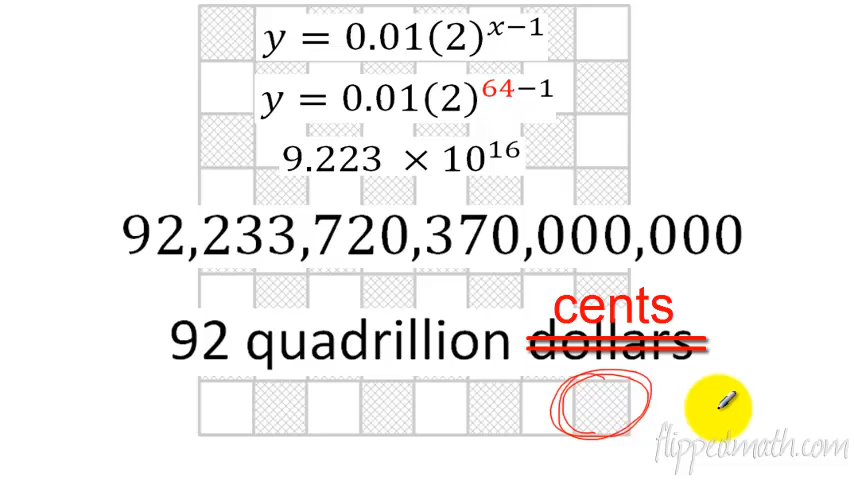 y = 0.01(2)^{x−1}
y = 0.01(2)^{64−1}
9.223 × 10^{16}
92,233,720,370,000,000
cents
92 quadrillion dollars
flippedmath.com